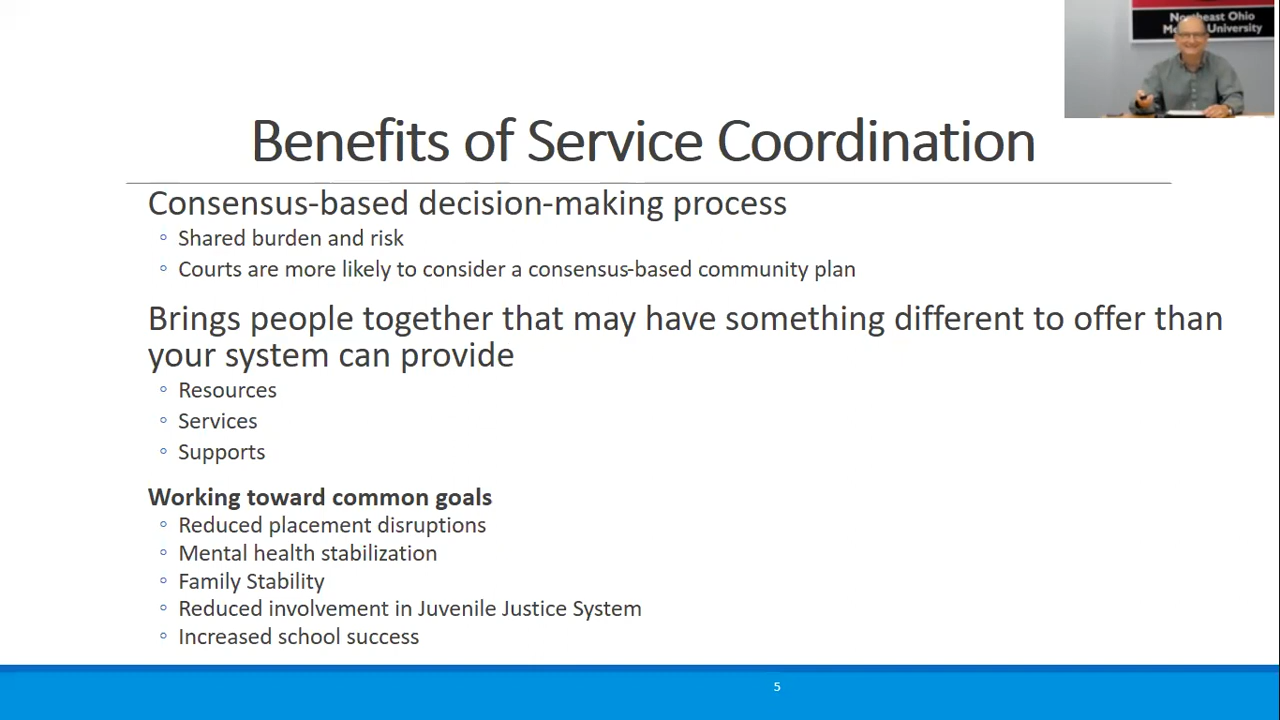 Northeast Ohio
Medical University
Benefits of Service Coordination
Consensus-based decision-making process
Shared burden and risk
Courts are more likely to consider a consensus-based community plan
Brings people together that may have something different to offer than
your system can provide
Resources
Services
Supports
Working toward common goals
Reduced placement disruptions
Mental health stabilization
Family Stability
Reduced involvement in Juvenile Justice System
Increased school success
5